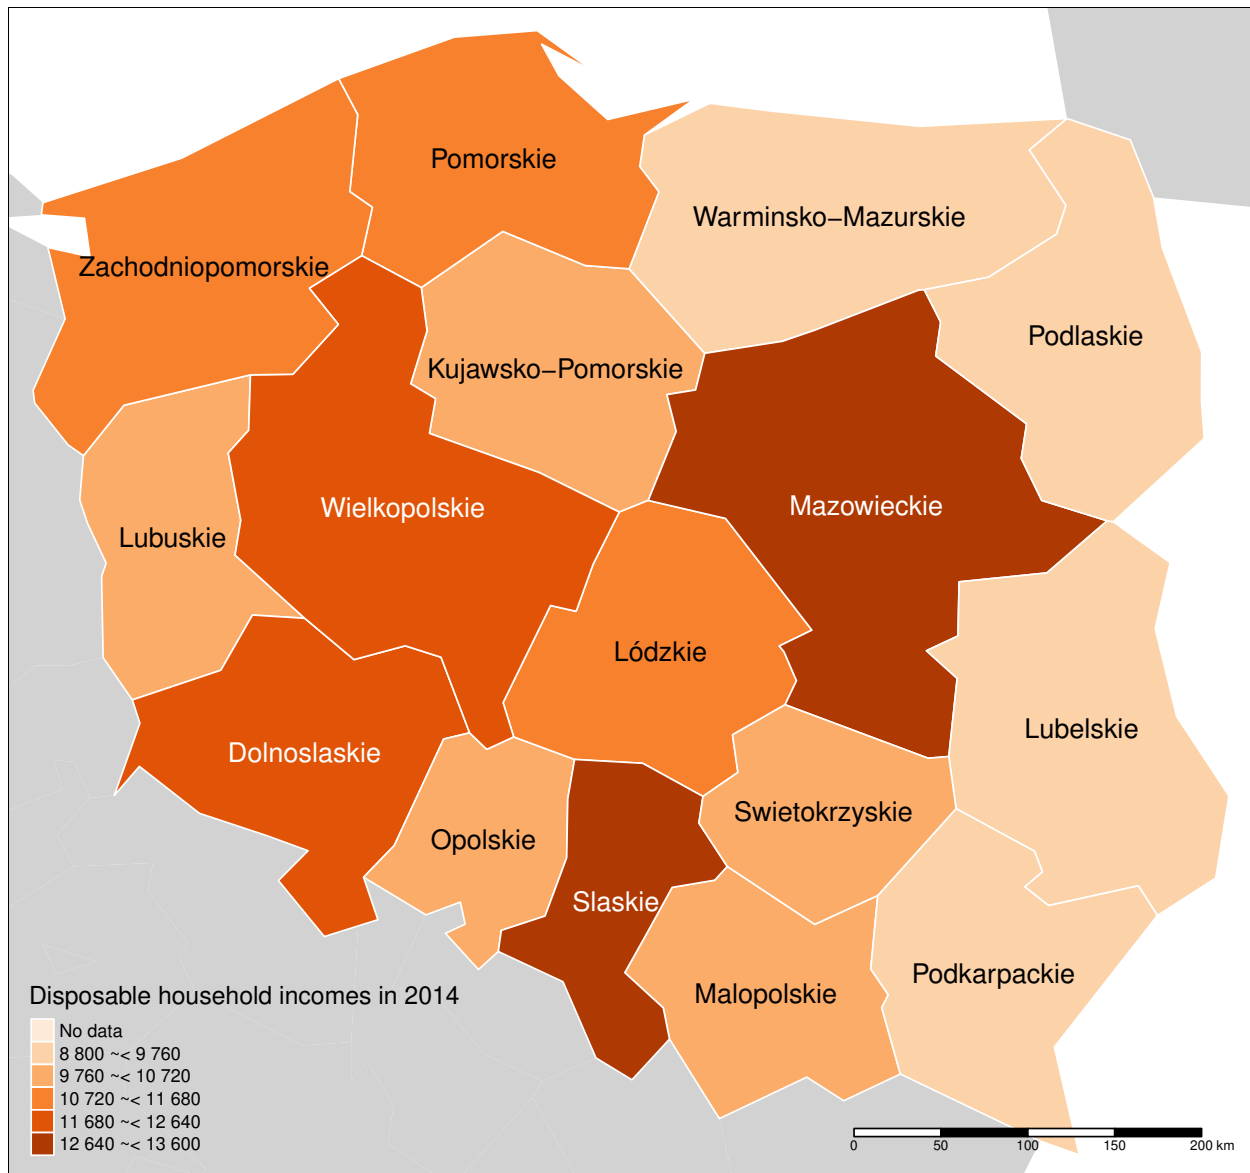 Pomorskie
Warminsko−Mazurskie
Zachodniopomorskie
Podlaskie
Kujawsko−Pomorskie
Wielkopolskie
Mazowieckie
Lubuskie
Lódzkie
Lubelskie
Dolnoslaskie
Swietokrzyskie
Opolskie
Slaskie
Podkarpackie
Malopolskie
Disposable household incomes in 2014
No data
8 800 ~< 9 760
9 760 ~< 10 720
10 720 ~< 11 680
11 680 ~< 12 640
12 640 ~< 13 600
0 50 100 150 200 km